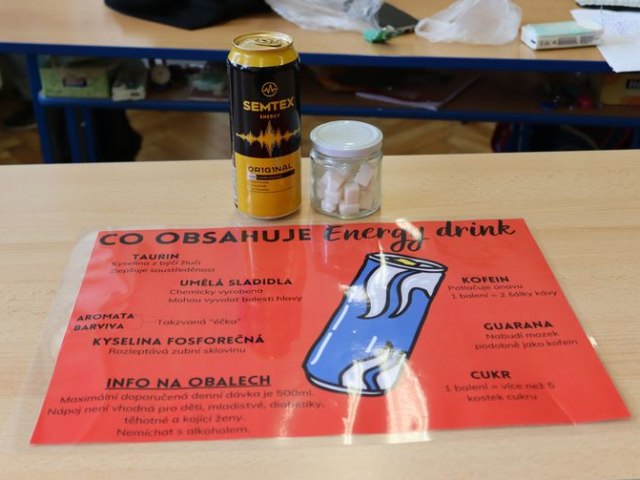 SEMTEX
ENERGY
OR1G1NAL
CO OBSAHUJE Energy drink
TAURIN
Kyselina z býčí žluči
Zlepšuje soustředěnost
UMĚLÁ SLADIDLA
Chemicky vyrobena
Mohou vyvolat bolesti hlavy
AROMATA
BARVIVA
Takzvaná "éčka"
KYSELINA FOSFOREČNÁ
Rozleptává zubní sklovinu
INFO NA OBALECH
Maximální doporučená denní dávka je 500ml.
Nápoj není vhodná pro děti, mladistvé, diabetiky,
těhotné a kojící ženy.
Nemíchat s alkoholem.
KOFEIN
Potlačuje únavu
1 balení = 2 šálky kávy
GUARANA
Nabudí mozek
podobně jako kofein
CUKR
1 balení = více než 5
kostek cukru